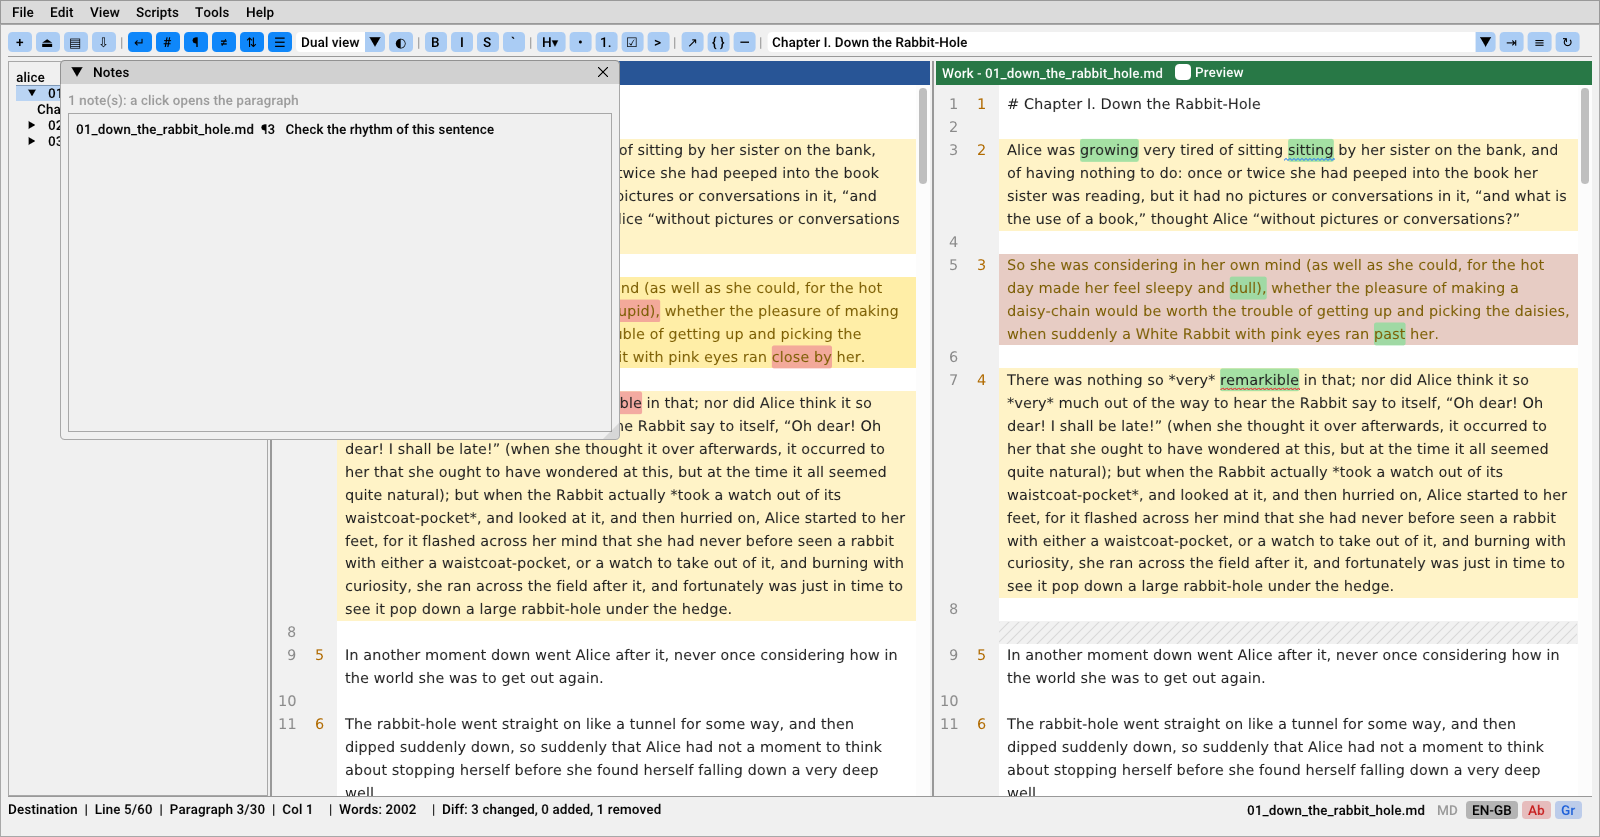 File Edit View Scripts Tools Help
+ ⏏ ▤ ⇩ | ↵ # ¶ ≠ ⇅ ☰ Dual view ▼ ◐ | B I S ` | H▾ • 1. ☑ > | ↗ { } — | Chapter I. Down the Rabbit-Hole ▼ ⇥ ≡ ↻
alice
▼ 01
Cha
▶ 02
▶ 03
▼ Notes ×
1 note(s): a click opens the paragraph
01_down_the_rabbit_hole.md ¶3 Check the rhythm of this sentence
of sitting by her sister on the bank,
twice she had peeped into the book
pictures or conversations in it, “and
lice “without pictures or conversations
nd (as well as she could, for the hot
upid), whether the pleasure of making
ble of getting up and picking the
it with pink eyes ran close by her.
ble in that; nor did Alice think it so
he Rabbit say to itself, “Oh dear! Oh
dear! I shall be late!” (when she thought it over afterwards, it occurred to
her that she ought to have wondered at this, but at the time it all seemed
quite natural); but when the Rabbit actually *took a watch out of its
waistcoat-pocket*, and looked at it, and then hurried on, Alice started to her
feet, for it flashed across her mind that she had never before seen a rabbit
with either a waistcoat-pocket, or a watch to take out of it, and burning with
curiosity, she ran across the field after it, and fortunately was just in time to
see it pop down a large rabbit-hole under the hedge.
8
9 5 In another moment down went Alice after it, never once considering how in
the world she was to get out again.
10
11 6 The rabbit-hole went straight on like a tunnel for some way, and then
dipped suddenly down, so suddenly that Alice had not a moment to think
about stopping herself before she found herself falling down a very deep
well
Work - 01_down_the_rabbit_hole.md Preview
1 1 # Chapter I. Down the Rabbit-Hole
2
3 2 Alice was growing very tired of sitting sitting by her sister on the bank, and
of having nothing to do: once or twice she had peeped into the book her
sister was reading, but it had no pictures or conversations in it, “and what is
the use of a book,” thought Alice “without pictures or conversations?”
4
5 3 So she was considering in her own mind (as well as she could, for the hot
day made her feel sleepy and dull), whether the pleasure of making a
daisy-chain would be worth the trouble of getting up and picking the daisies,
when suddenly a White Rabbit with pink eyes ran past her.
6
7 4 There was nothing so *very* remarkible in that; nor did Alice think it so
*very* much out of the way to hear the Rabbit say to itself, “Oh dear! Oh
dear! I shall be late!” (when she thought it over afterwards, it occurred to
her that she ought to have wondered at this, but at the time it all seemed
quite natural); but when the Rabbit actually *took a watch out of its
waistcoat-pocket*, and looked at it, and then hurried on, Alice started to her
feet, for it flashed across her mind that she had never before seen a rabbit
with either a waistcoat-pocket, or a watch to take out of it, and burning with
curiosity, she ran across the field after it, and fortunately was just in time to
see it pop down a large rabbit-hole under the hedge.
8
9 5 In another moment down went Alice after it, never once considering how in
the world she was to get out again.
10
11 6 The rabbit-hole went straight on like a tunnel for some way, and then
dipped suddenly down, so suddenly that Alice had not a moment to think
about stopping herself before she found herself falling down a very deep
well
Destination | Line 5/60 | Paragraph 3/30 | Col 1 | Words: 2002 | Diff: 3 changed, 0 added, 1 removed 01_down_the_rabbit_hole.md MD EN-GB Ab Gr